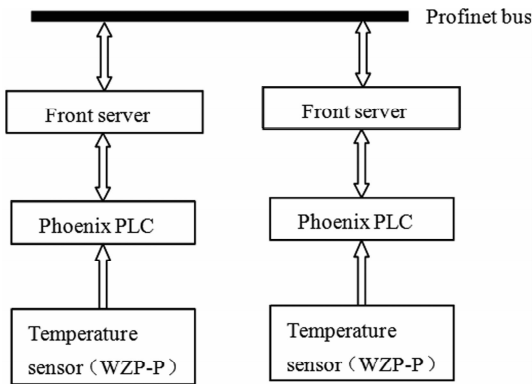 Profinet bus
Front server
Front server
Phoenix PLC
Phoenix PLC
Temperature
sensor（WZP-P）
Temperature
sensor（WZP-P）